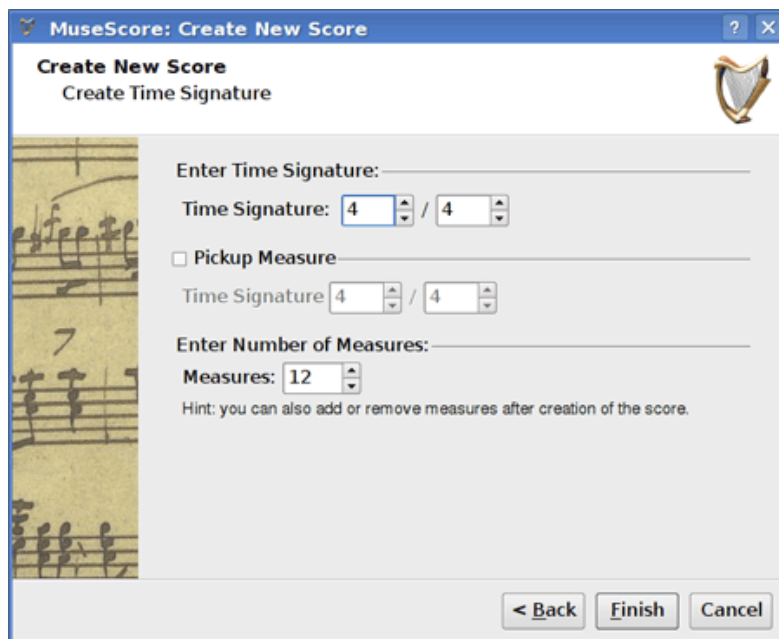 MuseScore: Create New Score
Create New Score
Create Time Signature
Enter Time Signature:
Time Signature: 4 / 4
Pickup Measure
Time Signature 4 / 4
7
Enter Number of Measures:
Measures: 12
Hint: you can also add or remove measures after creation of the score.
< Back Finish Cancel